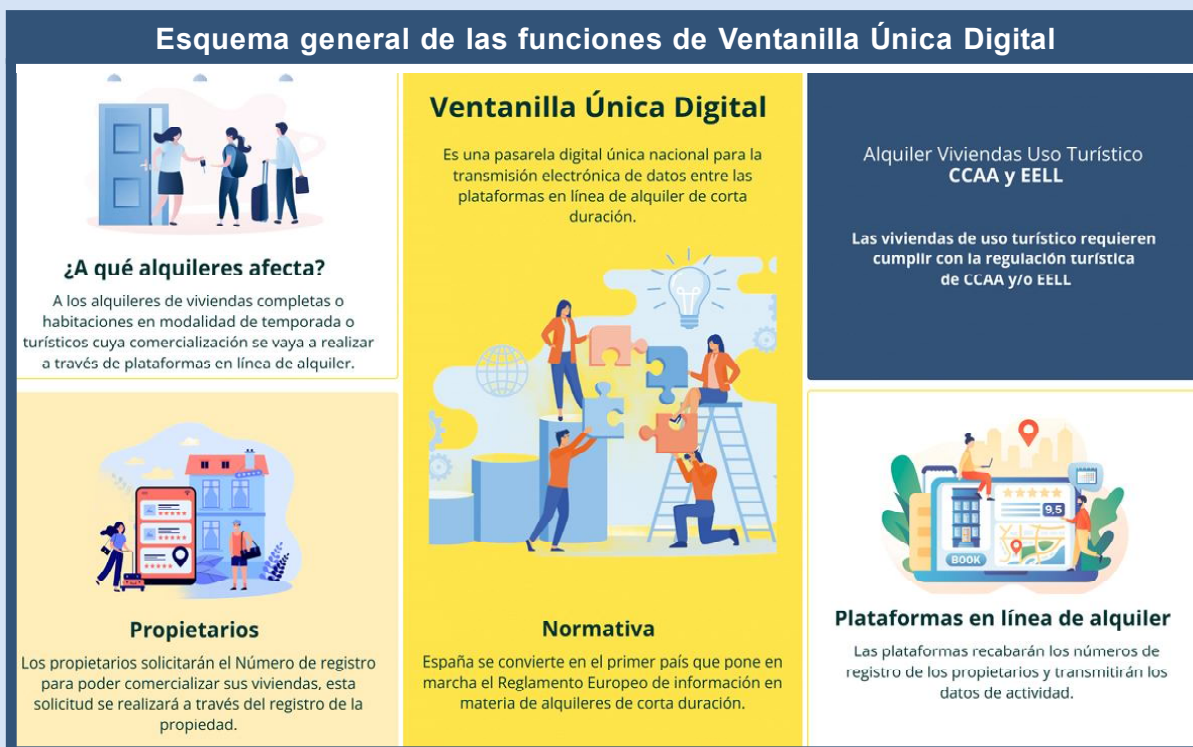 Esquema general de las funciones de Ventanilla Única Digital
¿A qué alquileres afecta?
A los alquileres de viviendas completas o
habitaciones en modalidad de temporada o
turísticos cuya comercialización se vaya a realizar
a través de plataformas en línea de alquiler.
Propietarios
Los propietarios solicitarán el Número de registro
para poder comercializar sus viviendas, esta
solicitud se realizará a través del registro de la
propiedad.
Ventanilla Única Digital
Es una pasarela digital única nacional para la
transmisión electrónica de datos entre las
plataformas en línea de alquiler de corta
duración.
Normativa
España se convierte en el primer país que pone en
marcha el Reglamento Europeo de información en
materia de alquileres de corta duración.
Alquiler Viviendas Uso Turístico
CCAA y EELL
Las viviendas de uso turístico requieren
cumplir con la regulación turística
de CCAA y/o EELL
9,5
BOOK
Plataformas en línea de alquiler
Las plataformas recabarán los números de
registro de los propietarios y transmitirán los
datos de actividad.